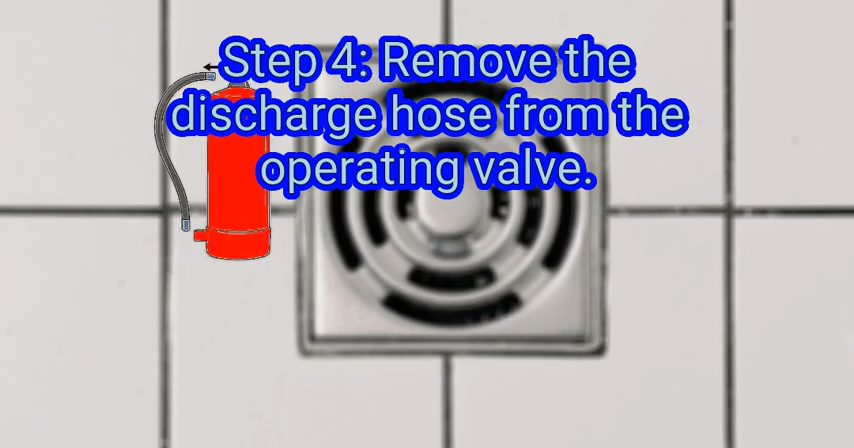 Step 4: Remove the
discharge hose from the
operating valve.